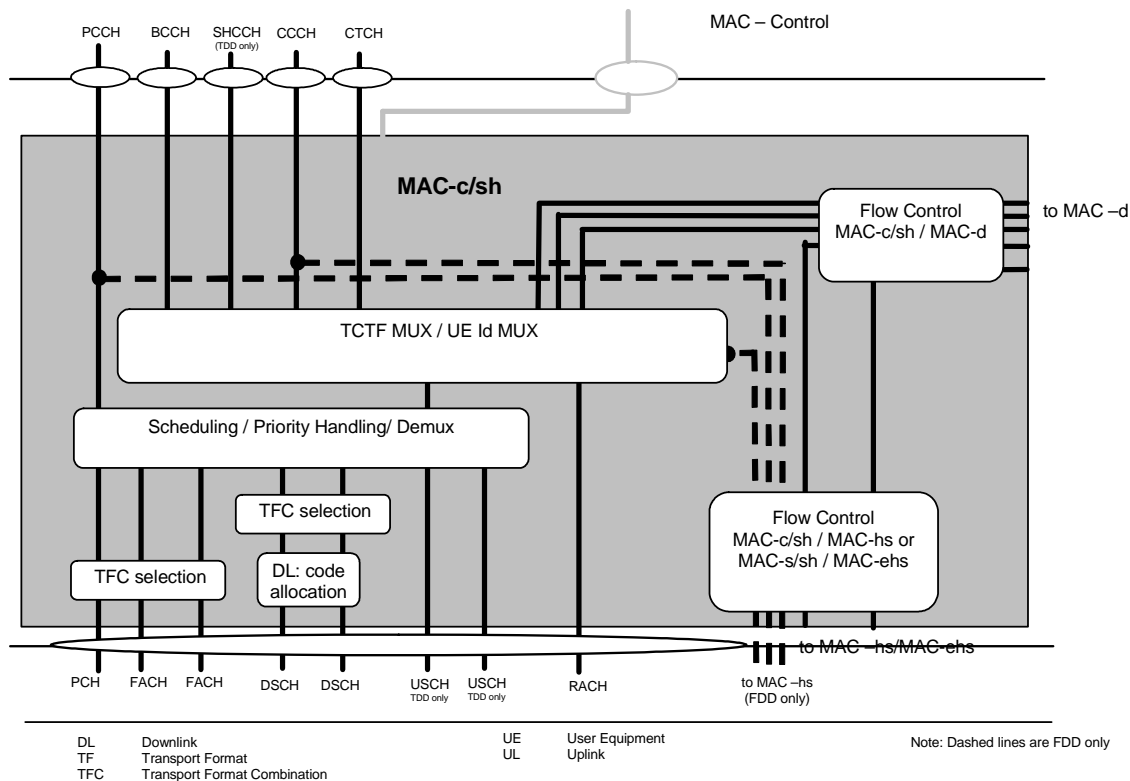 MAC – Control
PCCH BCCH SHCCH CCCH CTCH
(TDD only)
MAC-c/sh
Flow Control
MAC-c/sh / MAC-d
to MAC –d
TCTF MUX / UE Id MUX
Scheduling / Priority Handling/ Demux
TFC selection
Flow Control
MAC-c/sh / MAC-hs or
MAC-s/sh / MAC-ehs
TFC selection
DL: code
allocation
to MAC –hs/MAC-ehs
PCH FACH FACH DSCH DSCH USCH USCH RACH
TDD only TDD only
to MAC –hs
(FDD only)
DL Downlink
TF Transport Format
TFC Transport Format Combination
UE User Equipment
UL Uplink
Note: Dashed lines are FDD only